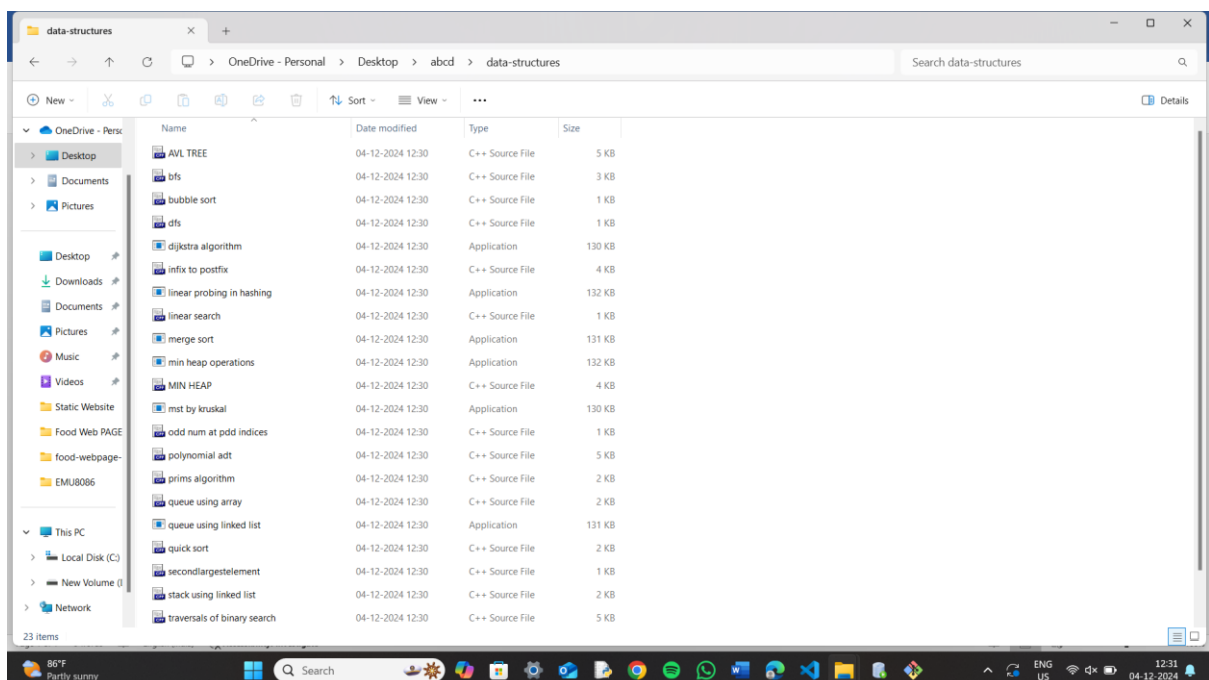 data-structures
OneDrive - Personal > Desktop > abcd > data-structures
Search data-structures
New
Sort
View
Details
OneDrive - Perso
Desktop
Documents
Pictures
Desktop
Downloads
Documents
Pictures
Music
Videos
Static Website
Food Web PAGE
food-webpage-
EMU8086
This PC
Local Disk (C:)
New Volume (
Network
Name Date modified Type Size
AVL TREE 04-12-2024 12:30 C++ Source File 5 KB
bfs 04-12-2024 12:30 C++ Source File 3 KB
bubble sort 04-12-2024 12:30 C++ Source File 1 KB
dfs 04-12-2024 12:30 C++ Source File 1 KB
dijkstra algorithm 04-12-2024 12:30 Application 130 KB
infix to postfix 04-12-2024 12:30 C++ Source File 4 KB
linear probing in hashing 04-12-2024 12:30 Application 132 KB
linear search 04-12-2024 12:30 C++ Source File 1 KB
merge sort 04-12-2024 12:30 Application 131 KB
min heap operations 04-12-2024 12:30 Application 132 KB
MIN HEAP 04-12-2024 12:30 C++ Source File 4 KB
mst by kruskal 04-12-2024 12:30 Application 130 KB
odd num at pdd indices 04-12-2024 12:30 C++ Source File 1 KB
polynomial adt 04-12-2024 12:30 C++ Source File 5 KB
prims algorithm 04-12-2024 12:30 C++ Source File 2 KB
queue using array 04-12-2024 12:30 C++ Source File 2 KB
queue using linked list 04-12-2024 12:30 Application 131 KB
quick sort 04-12-2024 12:30 C++ Source File 2 KB
secondlargestelement 04-12-2024 12:30 C++ Source File 1 KB
stack using linked list 04-12-2024 12:30 C++ Source File 2 KB
traversals of binary search 04-12-2024 12:30 C++ Source File 5 KB
23 items
86°F
Partly sunny
Search
ENG
US
12:31
04-12-2024